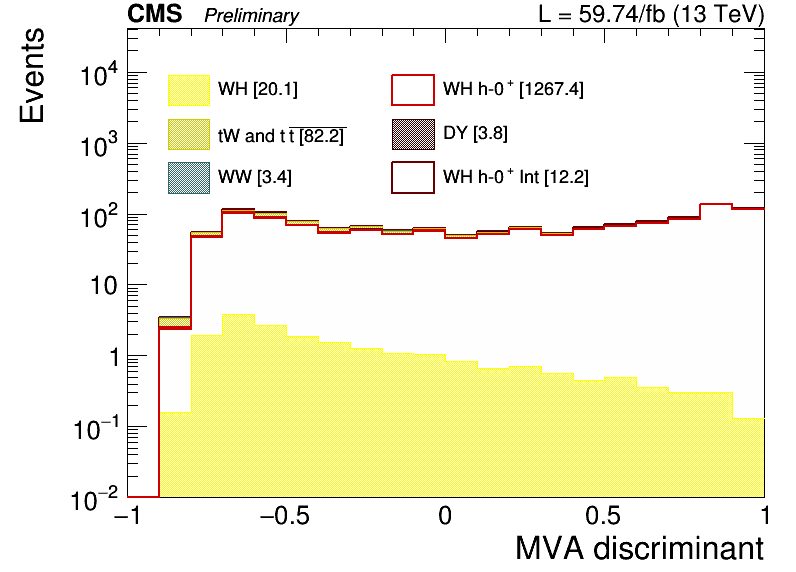 CMS Preliminary L = 59.74/fb (13 TeV)
Events
10⁴
10³
10²
10
1
10⁻¹
10⁻²
WH [20.1]
WH h-0⁺ [1267.4]
tW and t t̅ [82.2]
DY [3.8]
WW [3.4]
WH h-0⁺ Int [12.2]
−1 −0.5 0 0.5 1
MVA discriminant